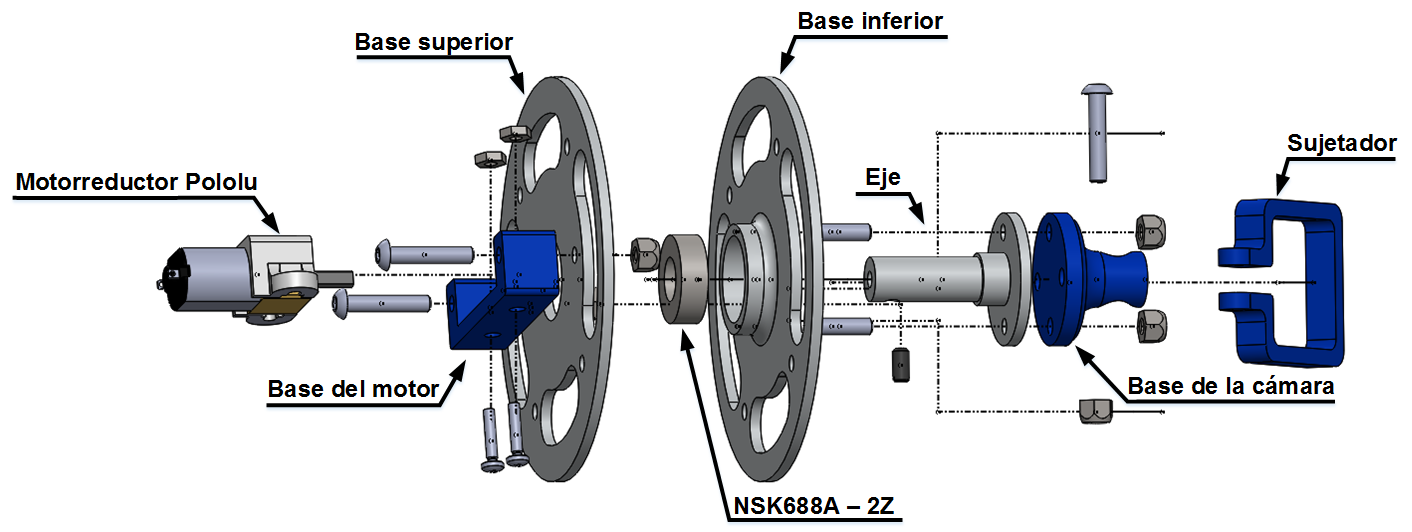 Base inferior
Base superior
Sujetador
Motorreductor Pololu
Eje
Base del motor
Base de la cámara
NSK688A – 2Z